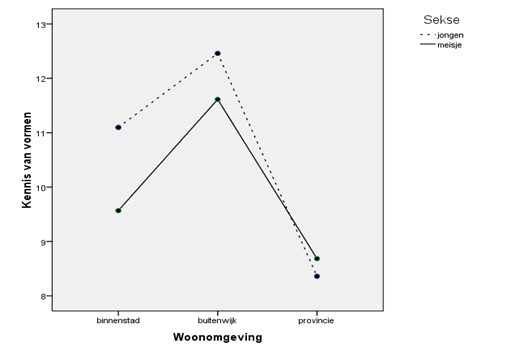 Sekse
jongen
meisje
Kennis van vormen
13
12
11
10
9
8
binnenstad
buitenwijk
provincie
Woonomgeving